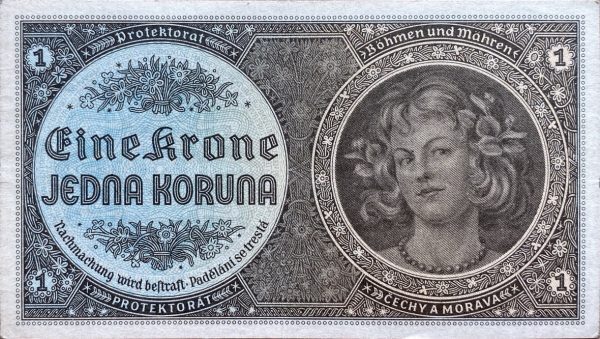 1
Protektorat
Böhmen und Mähren
1
Eine Krone
JEDNA KORUNA
Nachmachung wird bestraft · Padělání se trestá
1
PROTEKTORÁT
ČECHY A MORAVA
1